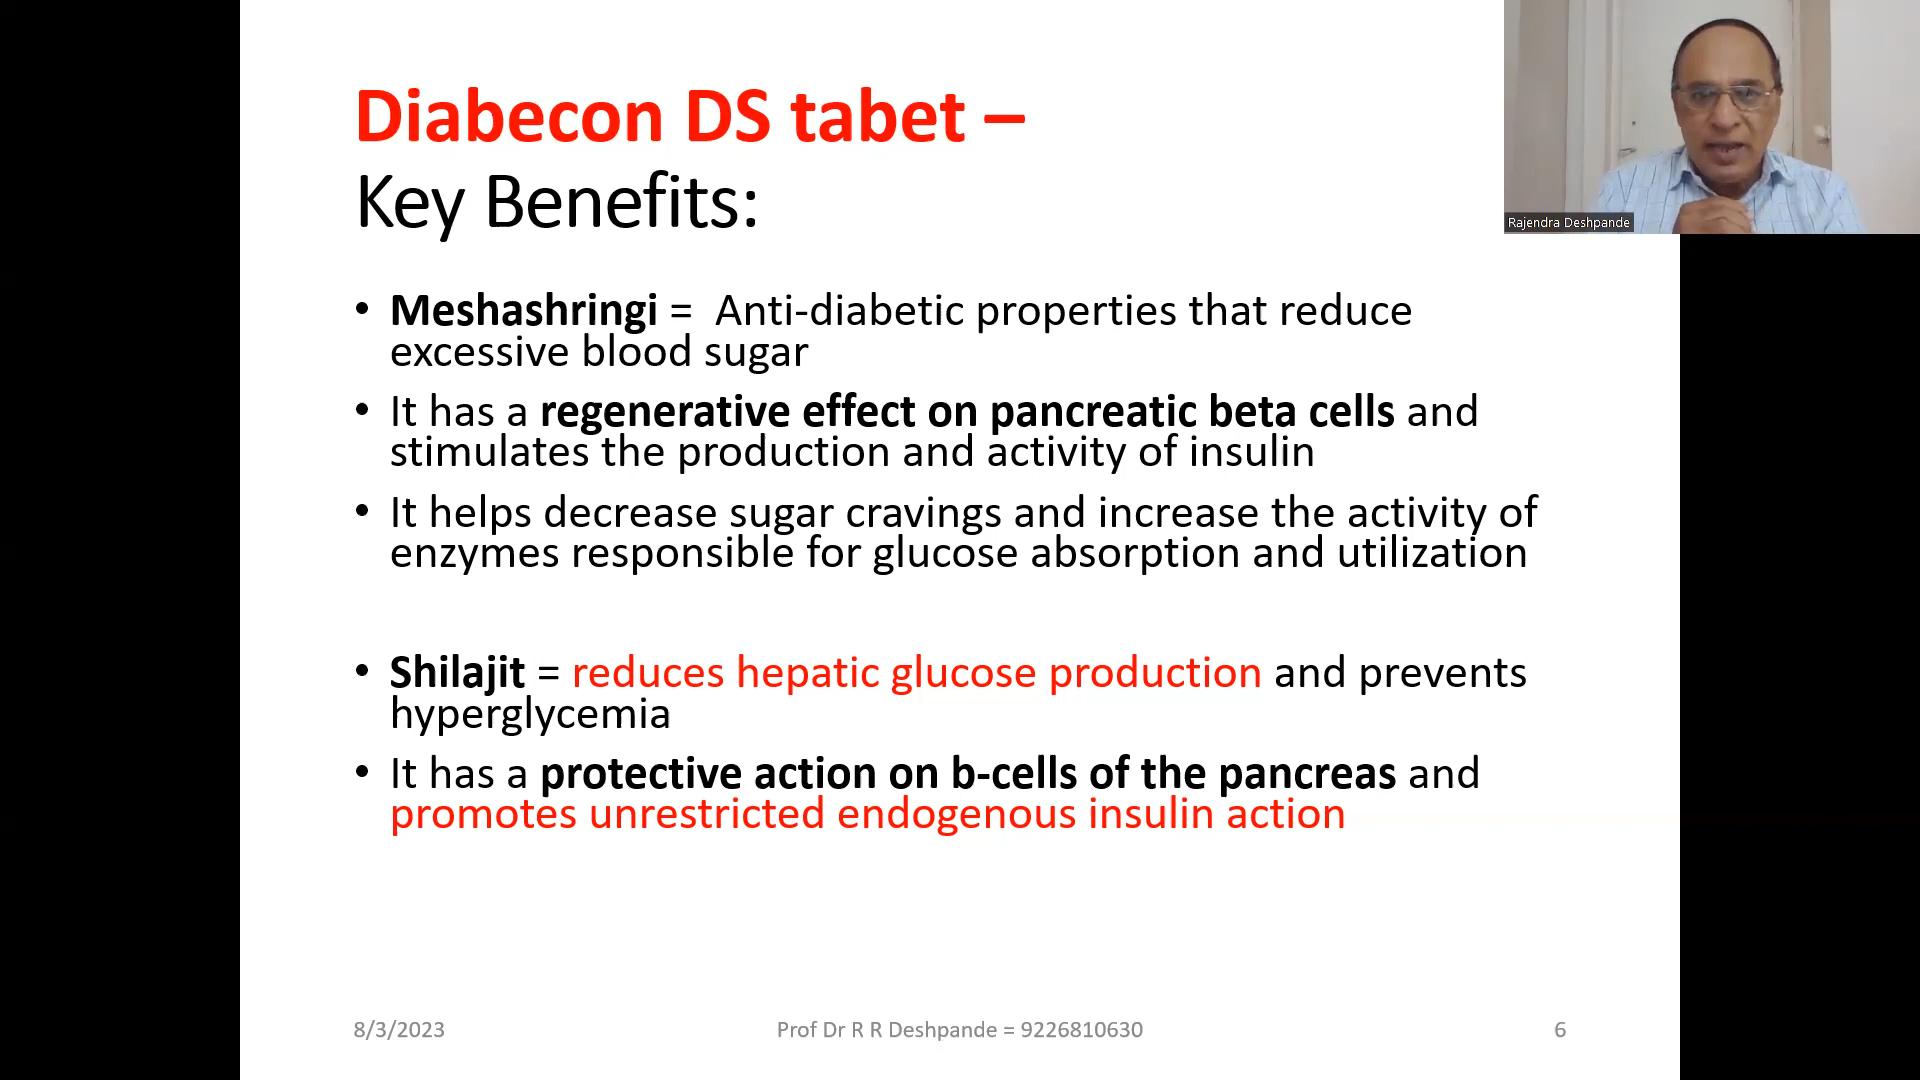 Diabecon DS tabet –
Key Benefits:
Rajendra Deshpande
• Meshashringi = Anti-diabetic properties that reduce
excessive blood sugar
• It has a regenerative effect on pancreatic beta cells and
stimulates the production and activity of insulin
• It helps decrease sugar cravings and increase the activity of
enzymes responsible for glucose absorption and utilization
• Shilajit = reduces hepatic glucose production and prevents
hyperglycemia
• It has a protective action on b-cells of the pancreas and
promotes unrestricted endogenous insulin action
8/3/2023
Prof Dr R R Deshpande = 9226810630
6